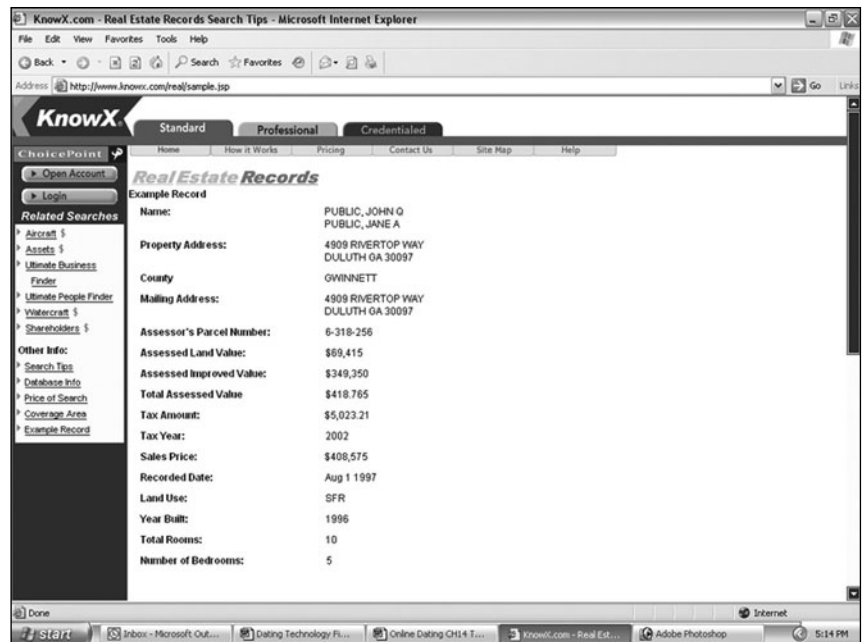 KnowX.com - Real Estate Records Search Tips - Microsoft Internet Explorer
File Edit View Favorites Tools Help
Back Search Favorites
Address http://www.knowx.com/real/sample.jsp Go Links
KnowX
Standard Professional Credentialed
ChoicePoint Home How it Works Pricing Contact Us Site Map Help
Open Account
Login
Related Searches
Aircraft $
Assets $
Ultimate Business
Finder
Ultimate People Finder
Watercraft $
Shareholders $
Other Info:
Search Tips
Database Info
Price of Search
Coverage Area
Example Record
Real Estate Records
Example Record
Name: PUBLIC, JOHN Q
PUBLIC, JANE A
Property Address: 4909 RIVERTOP WAY
DULUTH GA 30097
County GWINNETT
Mailing Address: 4909 RIVERTOP WAY
DULUTH GA 30097
Assessor's Parcel Number: 6-318-256
Assessed Land Value: $69,415
Assessed Improved Value: $349,350
Total Assessed Value $418.765
Tax Amount: $5,023.21
Tax Year: 2002
Sales Price: $408,575
Recorded Date: Aug 1 1997
Land Use: SFR
Year Built: 1996
Total Rooms: 10
Number of Bedrooms: 5
Done Internet
start Inbox - Microsoft Out... Dating Technology Fi... Online Dating CH14 T... KnowX.com - Real Est... Adobe Photoshop 5:14 PM